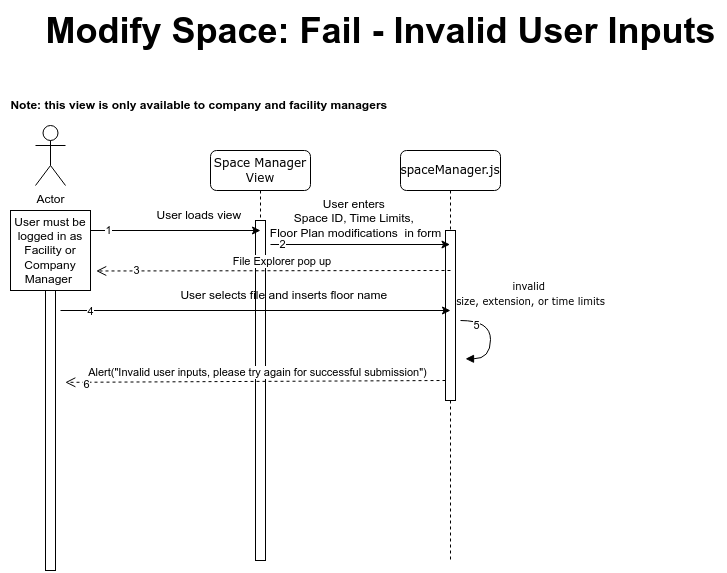 Modify Space: Fail - Invalid User Inputs
Note: this view is only available to company and facility managers
Actor
Space Manager
View
spaceManager.js
User must be
logged in as
Facility or
Company
Manager
User loads view
1
User enters
Space ID, Time Limits,
Floor Plan modifications in form
2
File Explorer pop up
3
User selects file and inserts floor name
4
invalid
size, extension, or time limits
5
Alert("Invalid user inputs, please try again for successful submission")
6